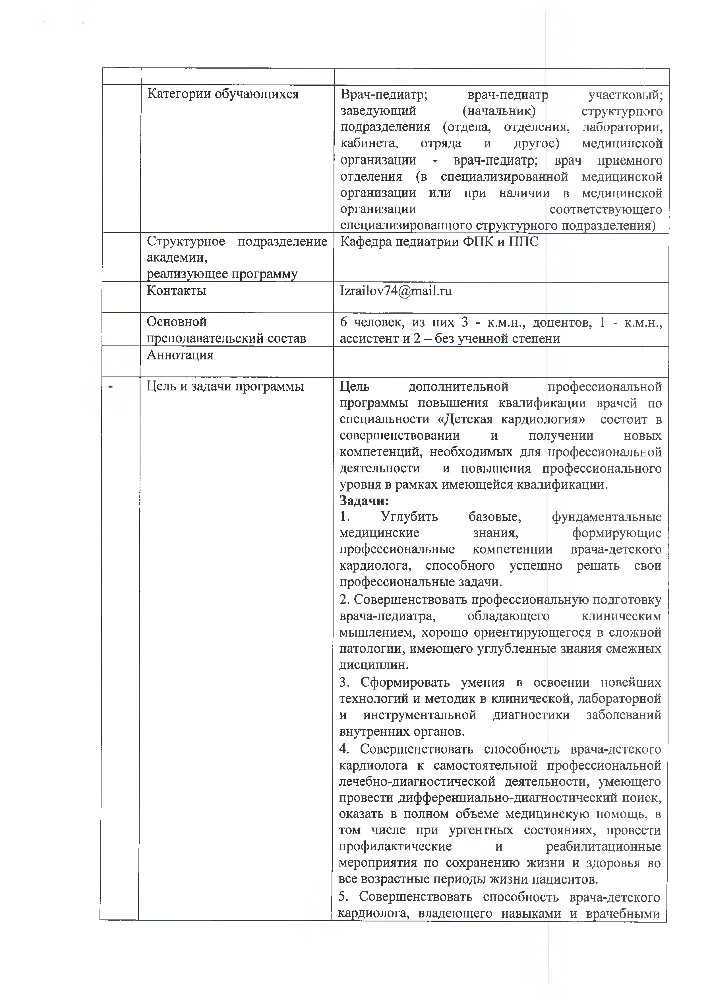 Категории обучающихся
Врач-педиатр; врач-педиатр участковый;
заведующий (начальник) структурного
подразделения (отдела, отделения, лаборатории,
кабинета, отряда и другое) медицинской
организации - врач-педиатр; врач приемного
отделения (в специализированной медицинской
организации или при наличии в медицинской
организации соответствующего
специализированного структурного подразделения)
Структурное подразделение
академии,
реализующее программу
Кафедра педиатрии ФПК и ППС
Контакты
Izrailov74@mail.ru
Основной
преподавательский состав
6 человек, из них 3 - к.м.н., доцентов, 1 - к.м.н.,
ассистент и 2 – без ученной степени
Аннотация
-
Цель и задачи программы
Цель дополнительной профессиональной
программы повышения квалификации врачей по
специальности «Детская кардиология» состоит в
совершенствовании и получении новых
компетенций, необходимых для профессиональной
деятельности и повышения профессионального
уровня в рамках имеющейся квалификации.
Задачи:
1. Углубить базовые, фундаментальные
медицинские знания, формирующие
профессиональные компетенции врача-детского
кардиолога, способного успешно решать свои
профессиональные задачи.
2. Совершенствовать профессиональную подготовку
врача-педиатра, обладающего клиническим
мышлением, хорошо ориентирующегося в сложной
патологии, имеющего углубленные знания смежных
дисциплин.
3. Сформировать умения в освоении новейших
технологий и методик в клинической, лабораторной
и инструментальной диагностики заболеваний
внутренних органов.
4. Совершенствовать способность врача-детского
кардиолога к самостоятельной профессиональной
лечебно-диагностической деятельности, умеющего
провести дифференциально-диагностический поиск,
оказать в полном объеме медицинскую помощь, в
том числе при ургентных состояниях, провести
профилактические и реабилитационные
мероприятия по сохранению жизни и здоровья во
все возрастные периоды жизни пациентов.
5. Совершенствовать способность врача-детского
кардиолога, владеющего навыками и врачебными